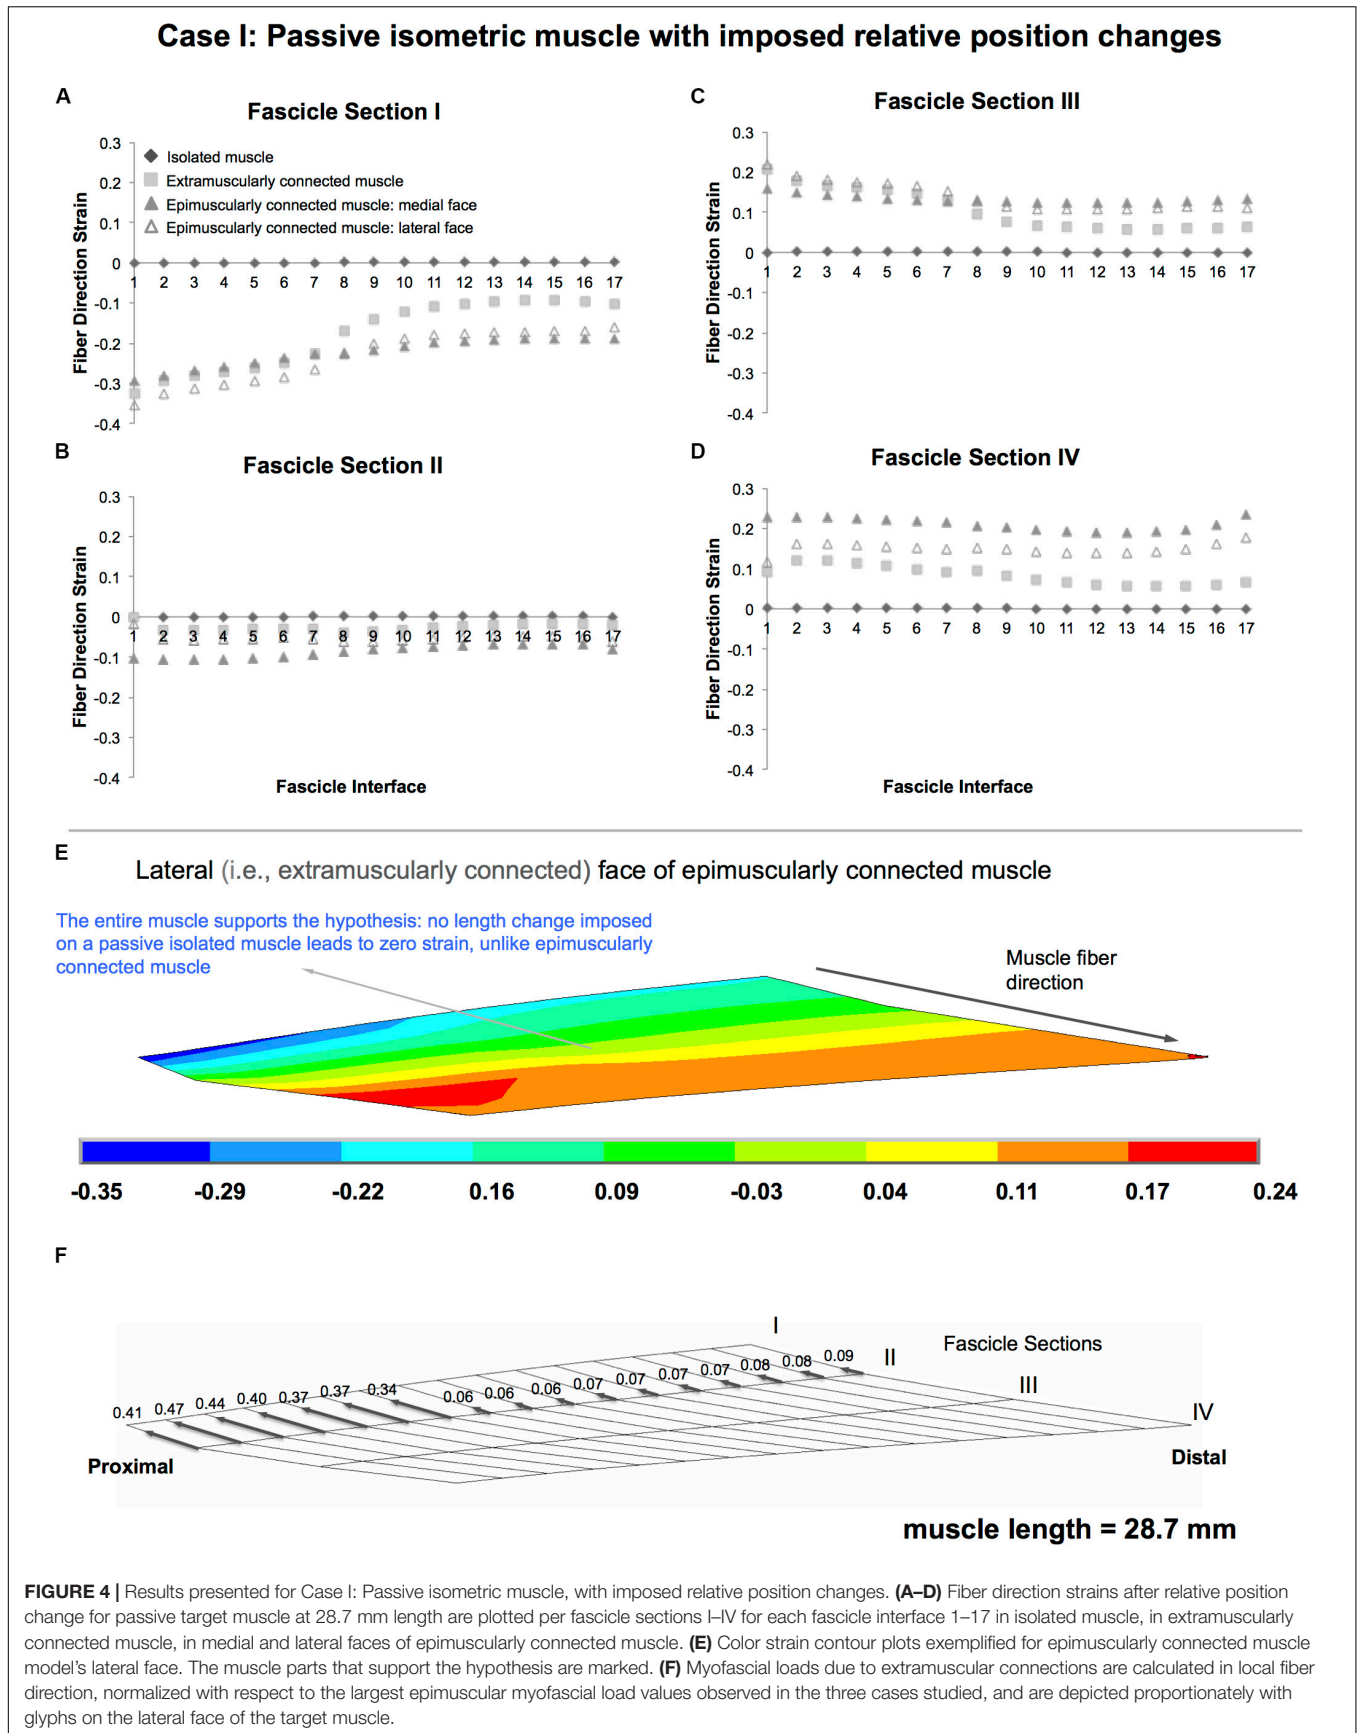 Case I: Passive isometric muscle with imposed relative position changes
A
Fascicle Section I
0.3
0.2
0.1
0
-0.1
-0.2
-0.3
-0.4
Fiber Direction Strain
Isolated muscle
Extramuscularly connected muscle
Epimuscularly connected muscle: medial face
Epimuscularly connected muscle: lateral face
1 2 3 4 5 6 7 8 9 10 11 12 13 14 15 16 17
C
Fascicle Section III
0.3
0.2
0.1
0
-0.1
-0.2
-0.3
-0.4
Fiber Direction Strain
1 2 3 4 5 6 7 8 9 10 11 12 13 14 15 16 17
B
Fascicle Section II
0.3
0.2
0.1
0
-0.1
-0.2
-0.3
-0.4
Fiber Direction Strain
1 2 3 4 5 6 7 8 9 10 11 12 13 14 15 16 17
Fascicle Interface
D
Fascicle Section IV
0.3
0.2
0.1
0
-0.1
-0.2
-0.3
-0.4
Fiber Direction Strain
1 2 3 4 5 6 7 8 9 10 11 12 13 14 15 16 17
Fascicle Interface
E
Lateral (i.e., extramuscularly connected) face of epimuscularly connected muscle
The entire muscle supports the hypothesis: no length change imposed
on a passive isolated muscle leads to zero strain, unlike epimuscularly
connected muscle
Muscle fiber
direction
-0.35 -0.29 -0.22 0.16 0.09 -0.03 0.04 0.11 0.17 0.24
F
I
II
III
IV
Fascicle Sections
0.41 0.47 0.44 0.40 0.37 0.37 0.34 0.06 0.06 0.06 0.07 0.07 0.07 0.07 0.08 0.08 0.09
Proximal
Distal
muscle length = 28.7 mm
FIGURE 4 | Results presented for Case I: Passive isometric muscle, with imposed relative position changes. (A–D) Fiber direction strains after relative position
change for passive target muscle at 28.7 mm length are plotted per fascicle sections I–IV for each fascicle interface 1–17 in isolated muscle, in extramuscularly
connected muscle, in medial and lateral faces of epimuscularly connected muscle. (E) Color strain contour plots exemplified for epimuscularly connected muscle
model's lateral face. The muscle parts that support the hypothesis are marked. (F) Myofascial loads due to extramuscular connections are calculated in local fiber
direction, normalized with respect to the largest epimuscular myofascial load values observed in the three cases studied, and are depicted proportionately with
glyphs on the lateral face of the target muscle.